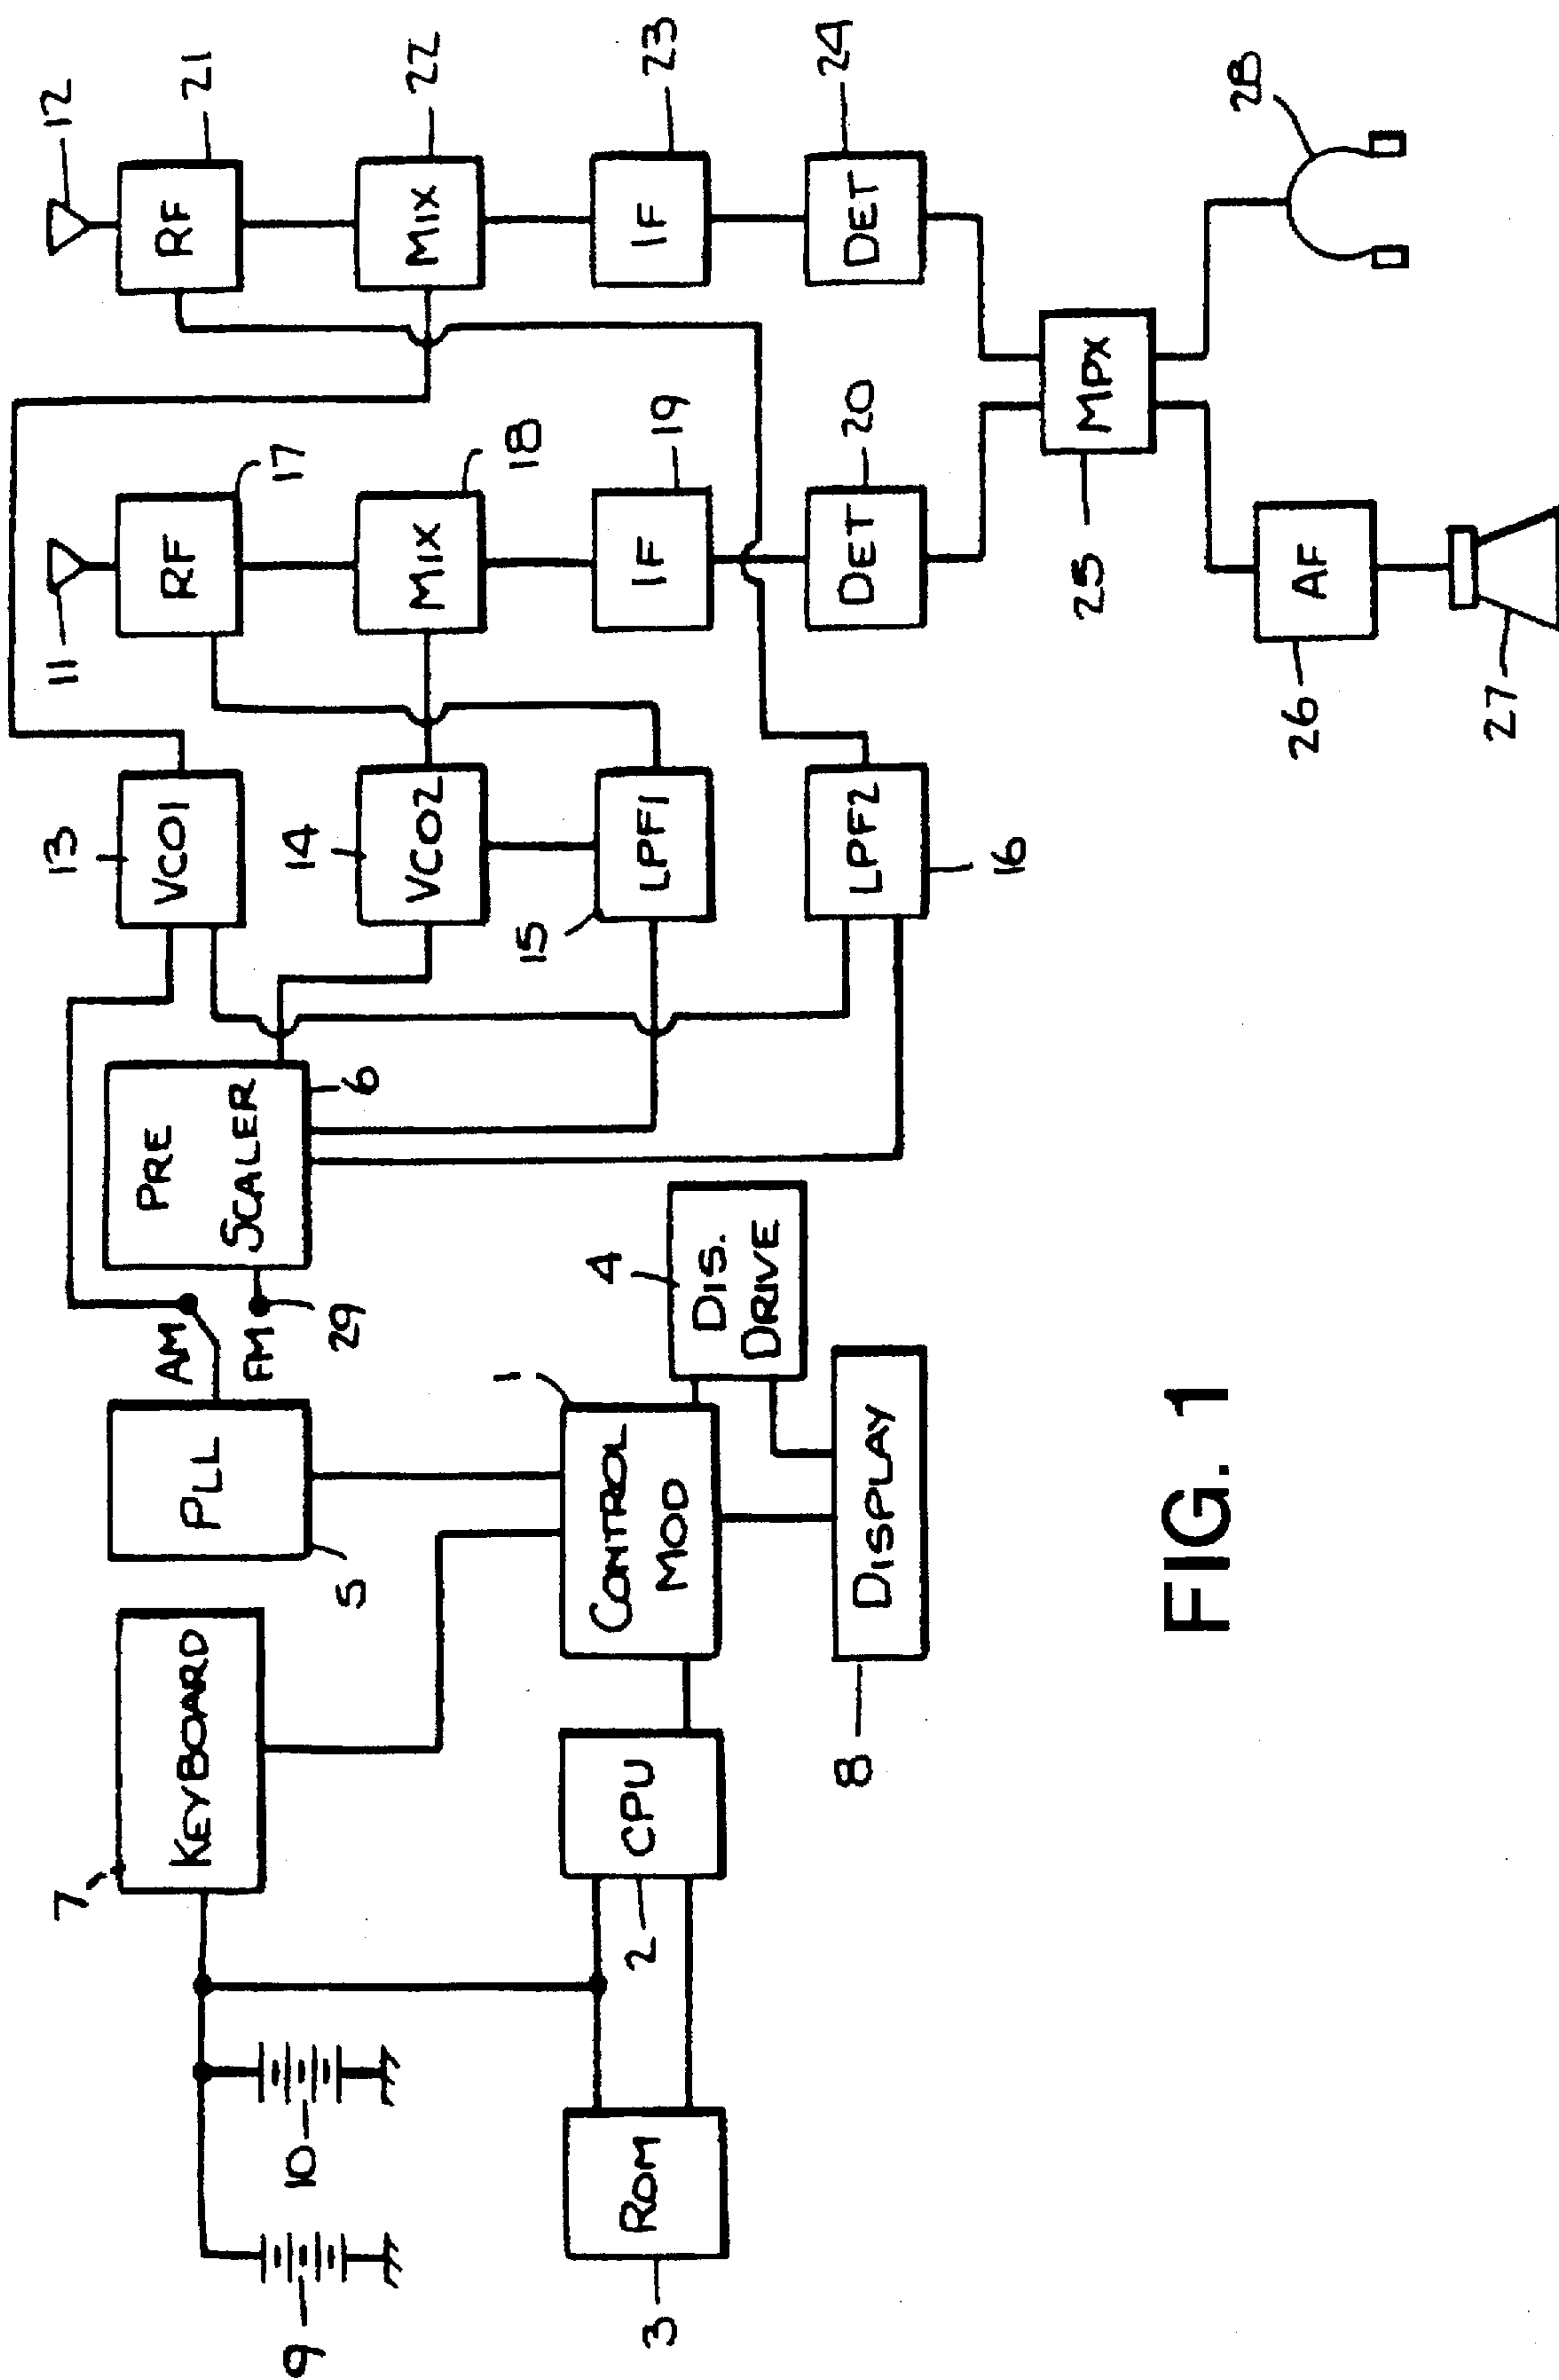 12
21
RF
22
MIX
23
IF
24
DET
11
17
RF
18
MIX
19
IF
20
DET
25
MPX
28
26
AF
27
13
VCO1
14
VCO2
15
LPF1
16
LPF2
PRE
SCALER
6
AM
FM
29
PLL
5
4
DIS.
DRIVE
1
CONTROL
MOD
DISPLAY
8
7
KEYBOARD
CPU
2
10
9
ROM
3
FIG. 1